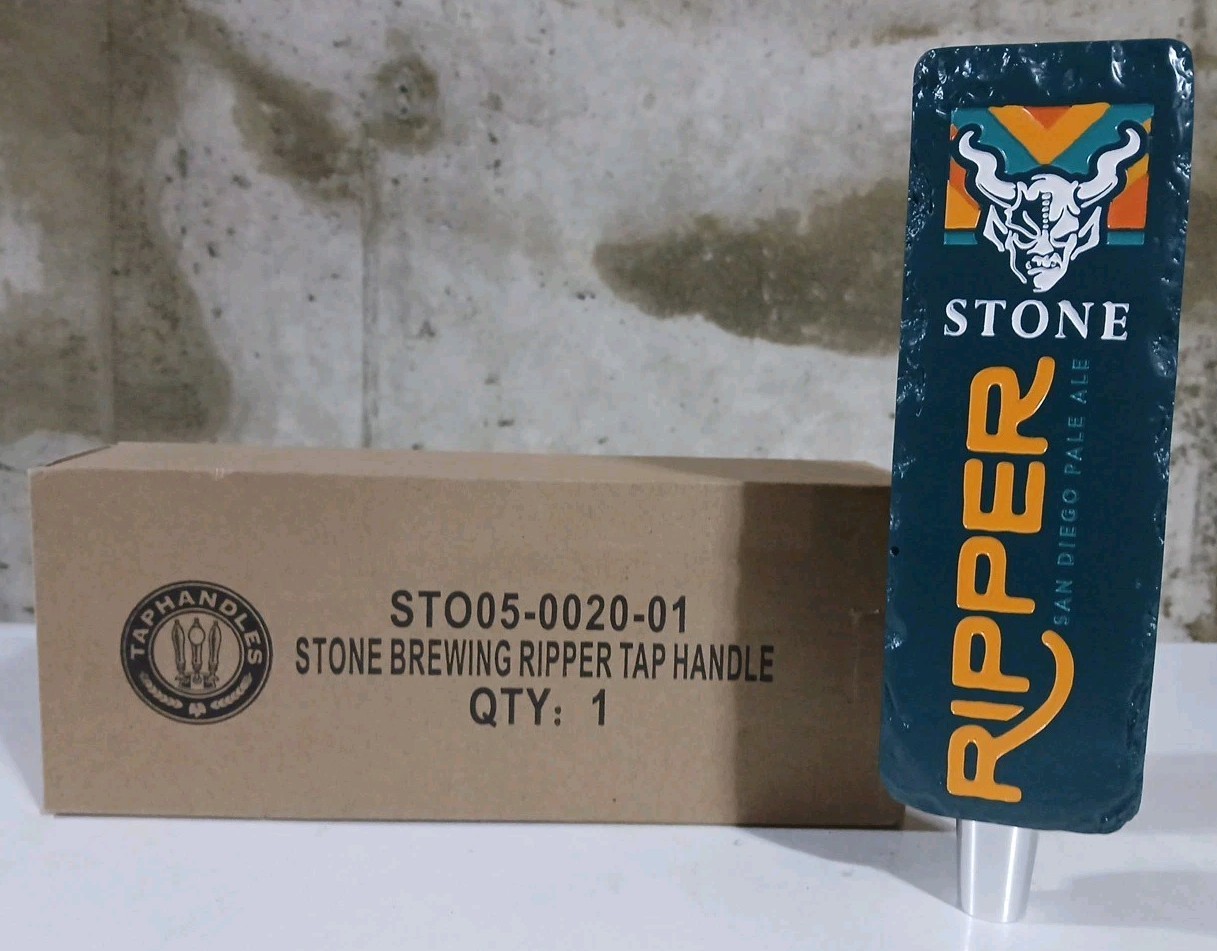 TAPHANDLES
STO05-0020-01
STONE BREWING RIPPER TAP HANDLE
QTY: 1
STONE
RIPPER
SAN DIEGO PALE ALE